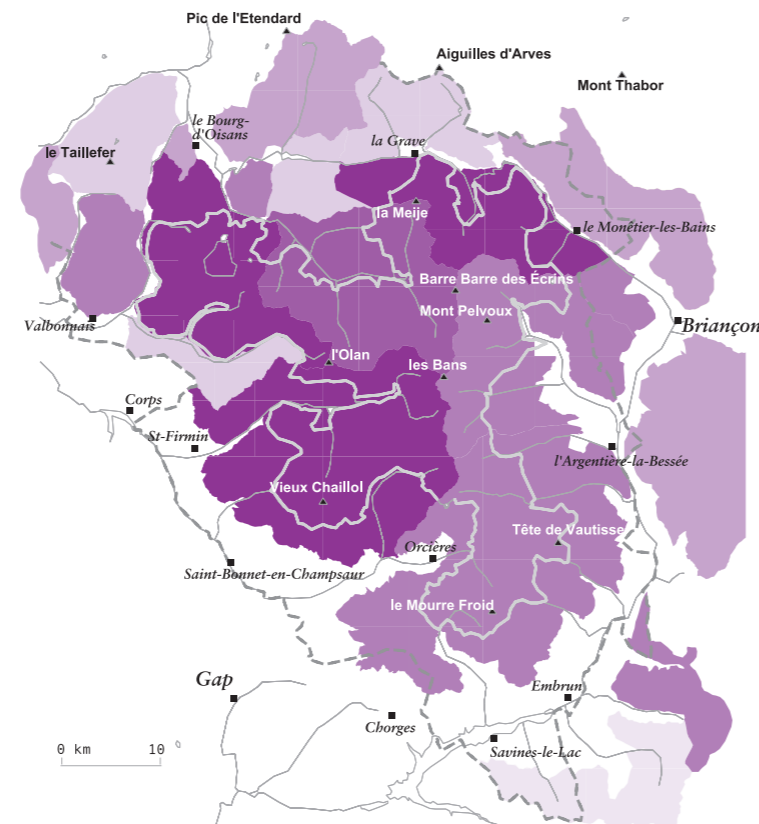 Pic de l'Etendard
Aiguilles d'Arves
Mont Thabor
le Bourg-
d'Oisans
la Grave
le Taillefer
la Meije
le Monêtier-les-Bains
Barre Barre des Écrins
Mont Pelvoux
Valbonnais
Briançon
l'Olan
les Bans
Corps
St-Firmin
l'Argentière-la-Bessée
Vieux Chaillol
Tête de Vautisse
Orcières
Saint-Bonnet-en-Champsaur
le Mourre Froid
Gap
Embrun
Chorges
Savines-le-Lac
0 km 10